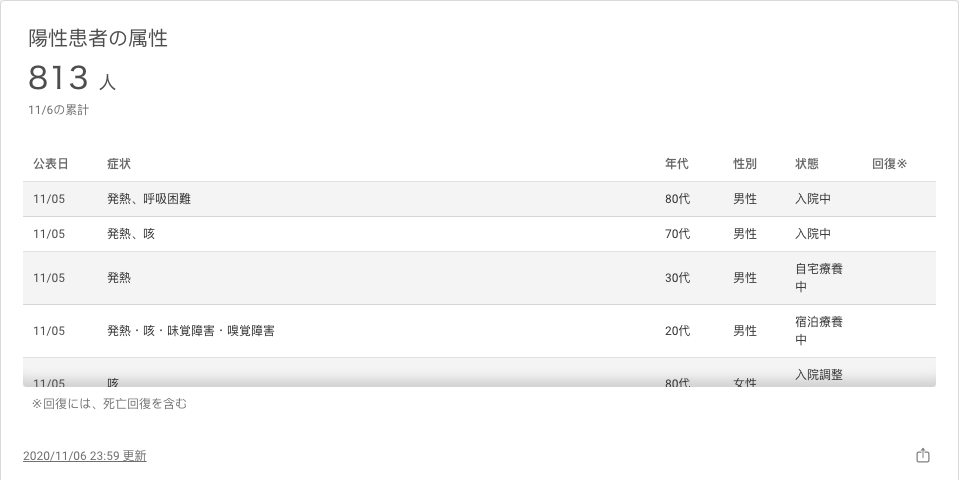 陽性患者の属性
813 人
11/6の累計
公表日 症状 年代 性別 状態 回復※
11/05 発熱、呼吸困難 80代 男性 入院中
11/05 発熱、咳 70代 男性 入院中
11/05 発熱 30代 男性 自宅療養
中
11/05 発熱・咳・味覚障害・嗅覚障害 20代 男性 宿泊療養
中
11/05 咳 80代 女性 入院調整
※回復には、死亡回復を含む
2020/11/06 23:59 更新